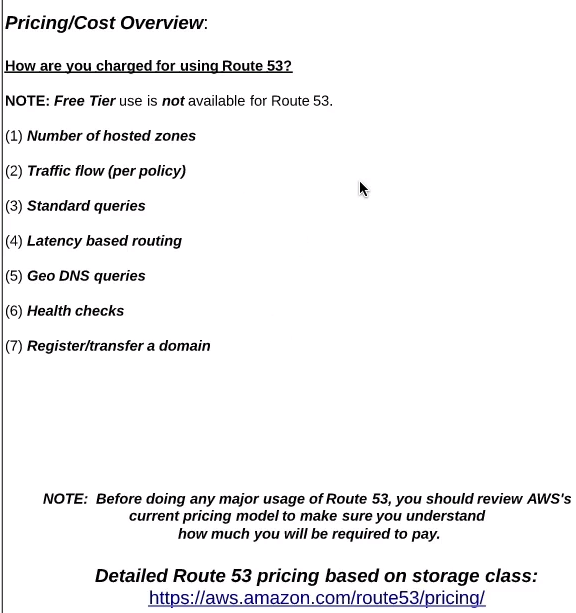 Pricing/Cost Overview:
How are you charged for using Route 53?
NOTE: Free Tier use is not available for Route 53.
(1) Number of hosted zones
(2) Traffic flow (per policy)
(3) Standard queries
(4) Latency based routing
(5) Geo DNS queries
(6) Health checks
(7) Register/transfer a domain
NOTE: Before doing any major usage of Route 53, you should review AWS's
current pricing model to make sure you understand
how much you will be required to pay.
Detailed Route 53 pricing based on storage class:
https://aws.amazon.com/route53/pricing/